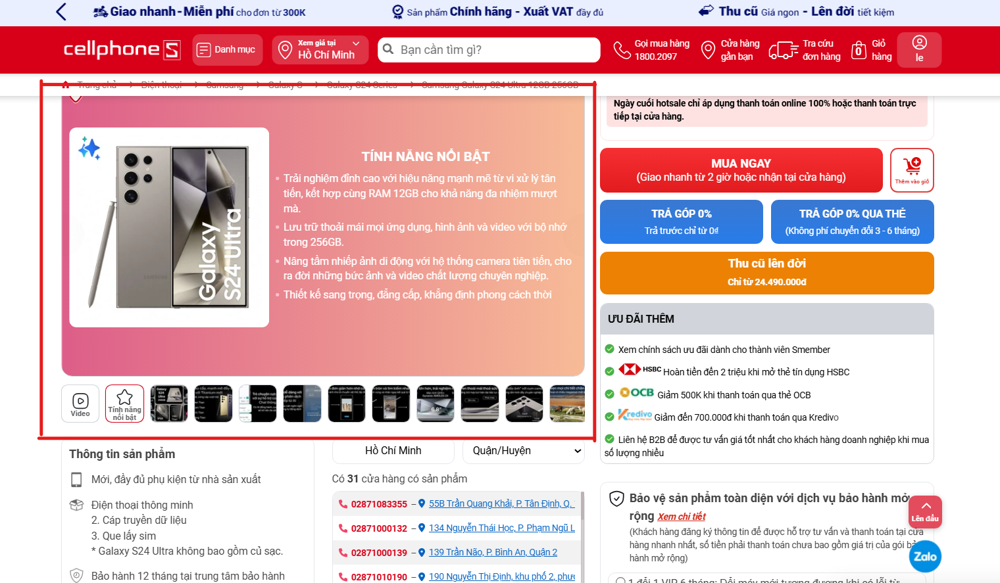 Giao nhanh - Miễn phí cho đơn từ 300K
Sản phẩm Chính hãng - Xuất VAT đầy đủ
Thu cũ Giá ngon - Lên đời tiết kiệm
cellphoneS
Danh mục
Xem giá tại
Hồ Chí Minh
Bạn cần tìm gì?
Gọi mua hàng
1800.2097
Cửa hàng
gần bạn
Tra cứu
đơn hàng
0
Giỏ
hàng
le
Trang chủ
Điện thoại
Samsung
Galaxy S
Galaxy S24 Series
Samsung Galaxy S24 Ultra 12GB 256GB
Galaxy
S24 Ultra
SAMSUNG
TÍNH NĂNG NỔI BẬT
Trải nghiệm đỉnh cao với hiệu năng mạnh mẽ từ vi xử lý tân
tiến, kết hợp cùng RAM 12GB cho khả năng đa nhiệm mượt
mà.
Lưu trữ thoải mái mọi ứng dụng, hình ảnh và video với bộ nhớ
trong 256GB.
Nâng tầm nhiếp ảnh di động với hệ thống camera tiên tiến, cho
ra đời những bức ảnh và video chất lượng chuyên nghiệp.
Thiết kế sang trọng, đẳng cấp, khẳng định phong cách thời
Video
Tính năng
nổi bật
6.8"
Thông tin sản phẩm
Mới, đầy đủ phụ kiện từ nhà sản xuất
Điện thoại thông minh
2. Cáp truyền dữ liệu
3. Que lấy sim
* Galaxy S24 Ultra không bao gồm củ sạc.
Bảo hành 12 tháng tại trung tâm bảo hành
Hồ Chí Minh
Quận/Huyện
Có 31 cửa hàng có sản phẩm
02871083355 – 55B Trần Quang Khải, P. Tân Định, Q.
02871000132 – 134 Nguyễn Thái Học, P. Phạm Ngũ L
02871000139 – 139 Trần Não, P. Bình An, Quận 2
02871010190 – 190 Nguyễn Thị Định, khu phố 2, phườ
Ngày cuối hotsale chỉ áp dụng thanh toán online 100% hoặc thanh toán trực
tiếp tại cửa hàng.
MUA NGAY
(Giao nhanh từ 2 giờ hoặc nhận tại cửa hàng)
Thêm vào giỏ
TRẢ GÓP 0%
Trả trước chỉ từ 0₫
TRẢ GÓP 0% QUA THẺ
(Không phí chuyển đổi 3 - 6 tháng)
Thu cũ lên đời
Chỉ từ 24.490.000đ
ƯU ĐÃI THÊM
Xem chính sách ưu đãi dành cho thành viên Smember
HSBC Hoàn tiền đến 2 triệu khi mở thẻ tín dụng HSBC
OCB Giảm 500K khi thanh toán qua thẻ OCB
Kredivo Giảm đến 700.000đ khi thanh toán qua Kredivo
Liên hệ B2B để được tư vấn giá tốt nhất cho khách hàng doanh nghiệp khi mua
số lượng nhiều
Bảo vệ sản phẩm toàn diện với dịch vụ bảo hành mở
rộng Xem chi tiết
(Khách hàng đăng ký thông tin để được hỗ trợ tư vấn và thanh toán tại cửa
hàng nhanh nhất, số tiền phải thanh toán chưa bao gồm giá trị của gói bảo
hành mở rộng)
1 đổi 1 VIP 6 tháng: Đổi máy mới tương đương khi có lỗi từ
Lên đầu
Zalo